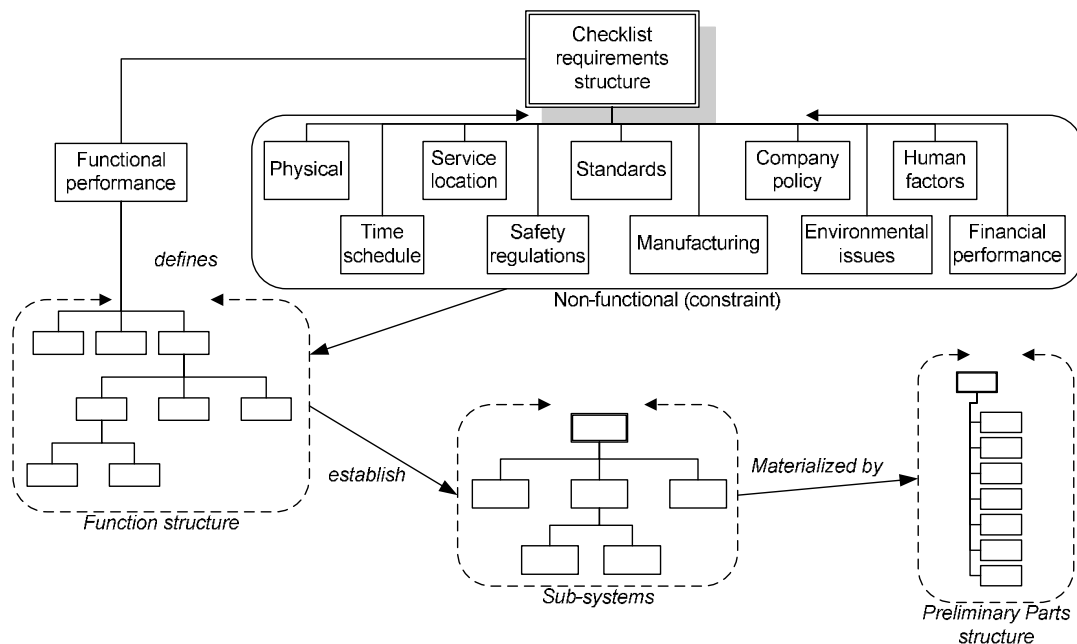 Checklist
requirements
structure
Functional
performance
Physical
Service
location
Standards
Company
policy
Human
factors
Time
schedule
Safety
regulations
Manufacturing
Environmental
issues
Financial
performance
Non-functional (constraint)
defines
Function structure
establish
Sub-systems
Materialized by
Preliminary Parts
structure